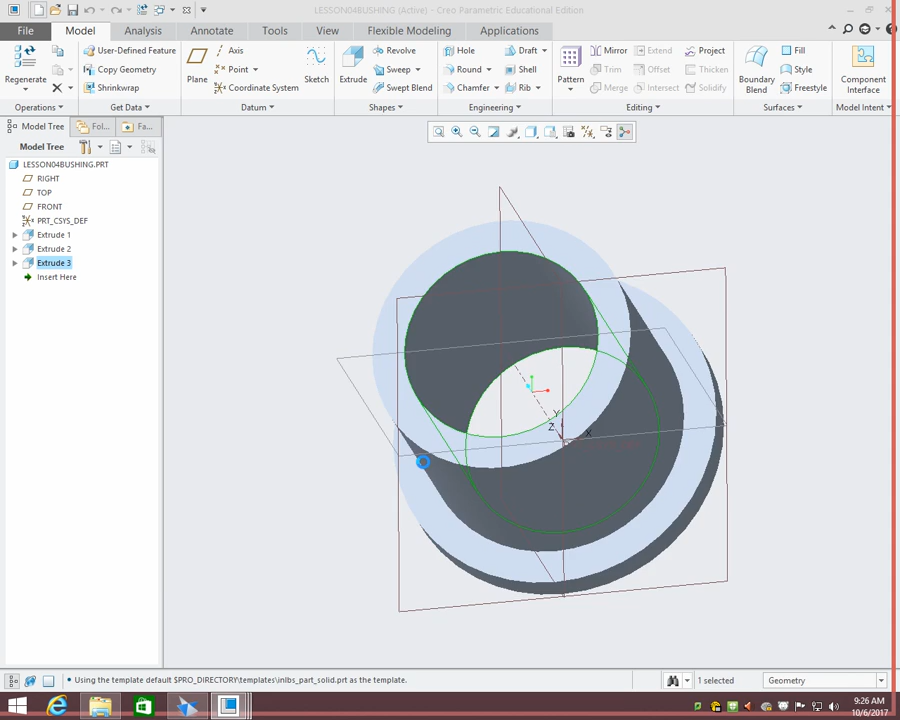 LESSON04BUSHING (Active) - Creo Parametric Educational Edition
File Model Analysis Annotate Tools View Flexible Modeling Applications
Regenerate
User-Defined Feature
Copy Geometry
Shrinkwrap
Plane
Axis
Point
Coordinate System
Sketch
Extrude
Revolve
Sweep
Swept Blend
Hole
Round
Chamfer
Draft
Shell
Rib
Pattern
Mirror
Trim
Merge
Extend
Offset
Intersect
Project
Thicken
Solidify
Boundary
Blend
Fill
Style
Freestyle
Component
Interface
Operations Get Data Datum Shapes Engineering Editing Surfaces Model Intent
Model Tree Fol... Fa...
Model Tree
LESSON04BUSHING.PRT
RIGHT
TOP
FRONT
PRT_CSYS_DEF
Extrude 1
Extrude 2
Extrude 3
Insert Here
Y
Z X
Using the template default $PRO_DIRECTORY\templates\inlbs_part_solid.prt as the template.
1 selected
Geometry
9:26 AM
10/6/2017